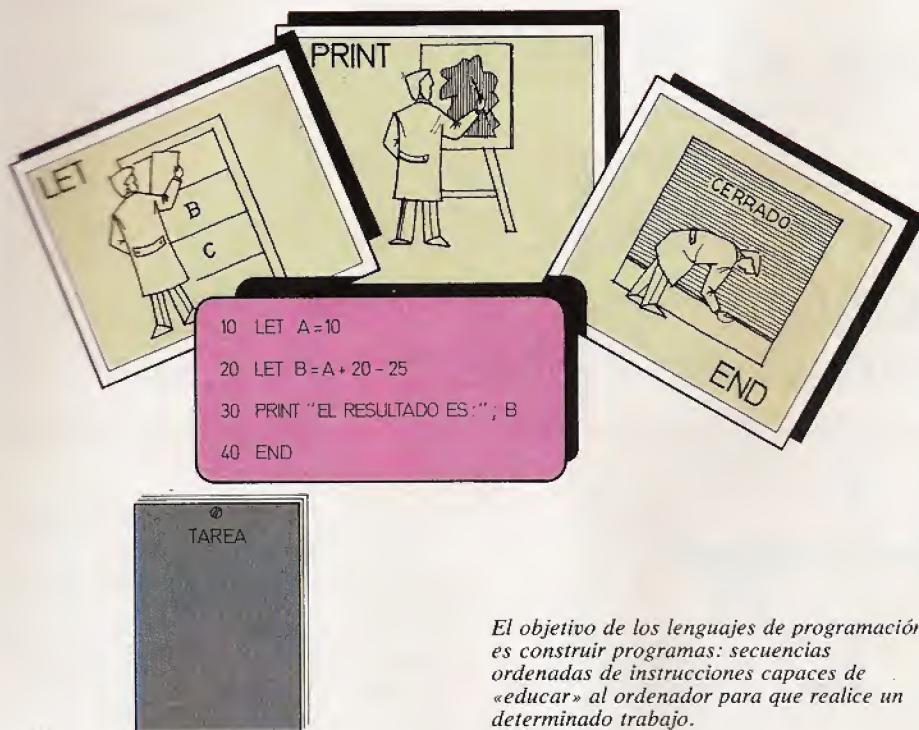 PRINT
LET
B
C
CERRADO
END
10 LET A=10
20 LET B=A+20-25
30 PRINT "EL RESULTADO ES:"; B
40 END
TAREA
El objetivo de los lenguajes de programación
es construir programas: secuencias
ordenadas de instrucciones capaces de
«educar» al ordenador para que realice un
determinado trabajo.